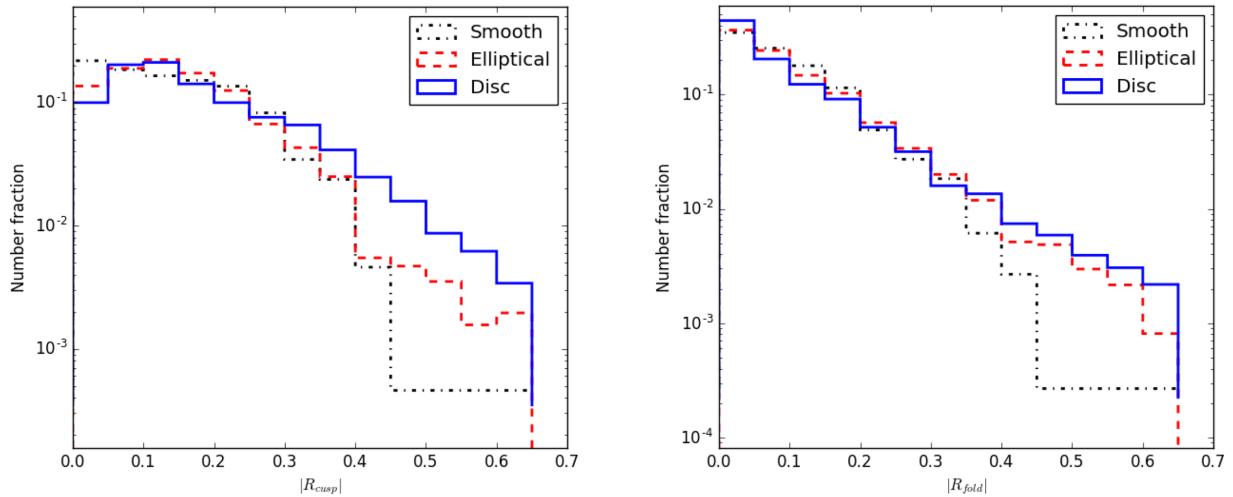 Smooth
Elliptical
Disc
Number fraction
10^-1
10^-2
10^-3
0.0 0.1 0.2 0.3 0.4 0.5 0.6 0.7
|R_cusp|
Smooth
Elliptical
Disc
Number fraction
10^-1
10^-2
10^-3
10^-4
0.0 0.1 0.2 0.3 0.4 0.5 0.6 0.7
|R_fold|